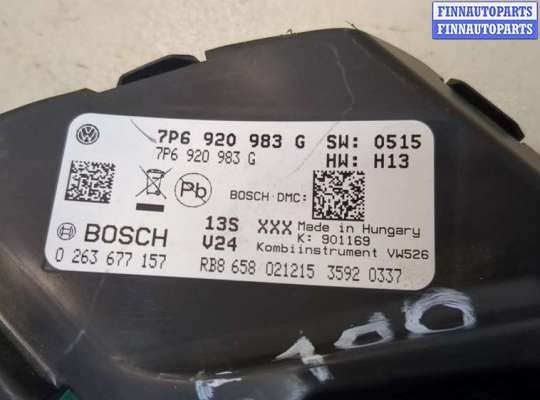 FINNAUTOPARTS
FINNAUTOPARTS
7P6 920 983 G SW: 0515
7P6 920 983 G HW: H13
Pb
BOSCH DMC:
13S XXX Made in Hungary
BOSCH V24 K: 901169
Kombiinstrument VW526
0 263 677 157 RB8 658 021215 3592 0337